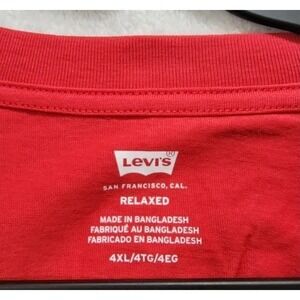 Levi's
SAN FRANCISCO, CAL.
RELAXED
MADE IN BANGLADESH
FABRIQUÉ AU BANGLADESH
FABRICADO EN BANGLADESH
4XL/4TG/4EG